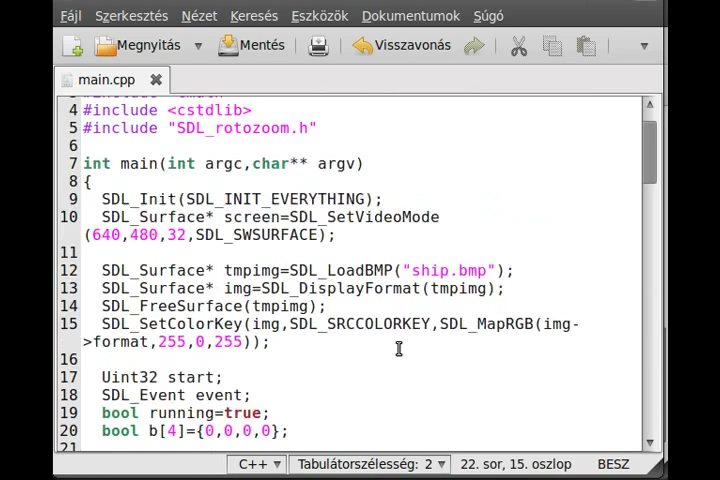 Fájl Szerkesztés Nézet Keresés Eszközök Dokumentumok Súgó
Megnyitás Mentés Visszavonás
main.cpp
4 #include <cstdlib>
5 #include "SDL_rotozoom.h"
6
7 int main(int argc,char** argv)
8 {
9 SDL_Init(SDL_INIT_EVERYTHING);
10 SDL_Surface* screen=SDL_SetVideoMode
(640,480,32,SDL_SWSURFACE);
11
12 SDL_Surface* tmpimg=SDL_LoadBMP("ship.bmp");
13 SDL_Surface* img=SDL_DisplayFormat(tmpimg);
14 SDL_FreeSurface(tmpimg);
15 SDL_SetColorKey(img,SDL_SRCCOLORKEY,SDL_MapRGB(img-
>format,255,0,255));
16
17 Uint32 start;
18 SDL_Event event;
19 bool running=true;
20 bool b[4]={0,0,0,0};
21
C++ Tabulátorszélesség: 2 22. sor, 15. oszlop BESZ